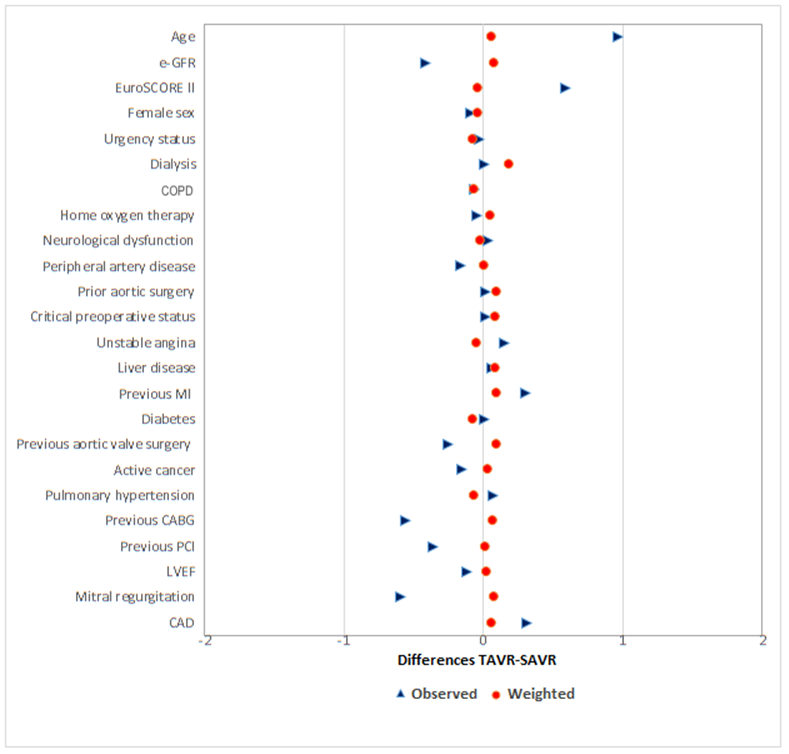 Age
e-GFR
EuroSCORE II
Female sex
Urgency status
Dialysis
COPD
Home oxygen therapy
Neurological dysfunction
Peripheral artery disease
Prior aortic surgery
Critical preoperative status
Unstable angina
Liver disease
Previous MI
Diabetes
Previous aortic valve surgery
Active cancer
Pulmonary hypertension
Previous CABG
Previous PCI
LVEF
Mitral regurgitation
CAD
-2 -1 0 1 2
Differences TAVR-SAVR
Observed Weighted